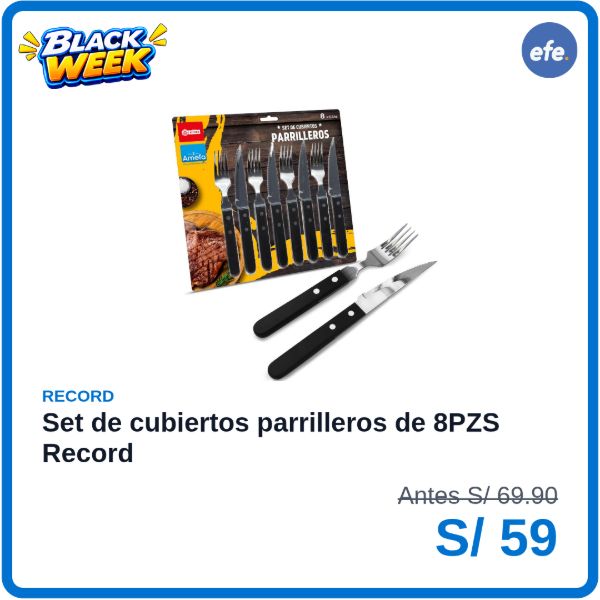 BLACK
WEEK
efe.
SET DE CUBIERTOS
PARRILLEROS
Amelia
RECORD
Set de cubiertos parrilleros de 8PZS
Record
Antes S/ 69.90
S/ 59